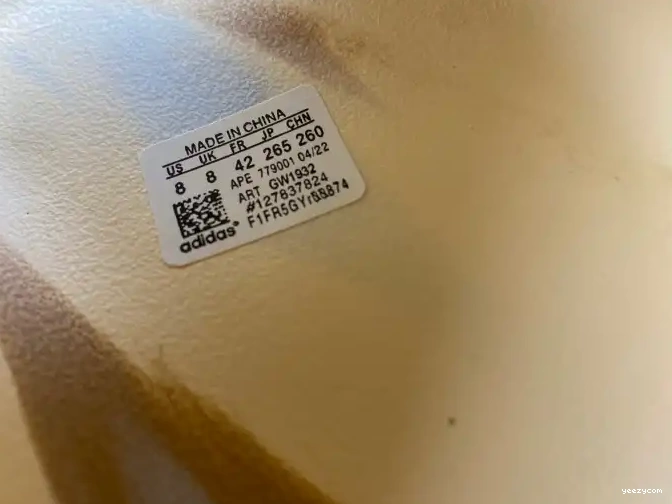 MADE IN CHINA
US UK FR JP CHN
8 8 42 265 260
APE 779001 04/22
ART GW1932
#127837824
adidas
yeezycom